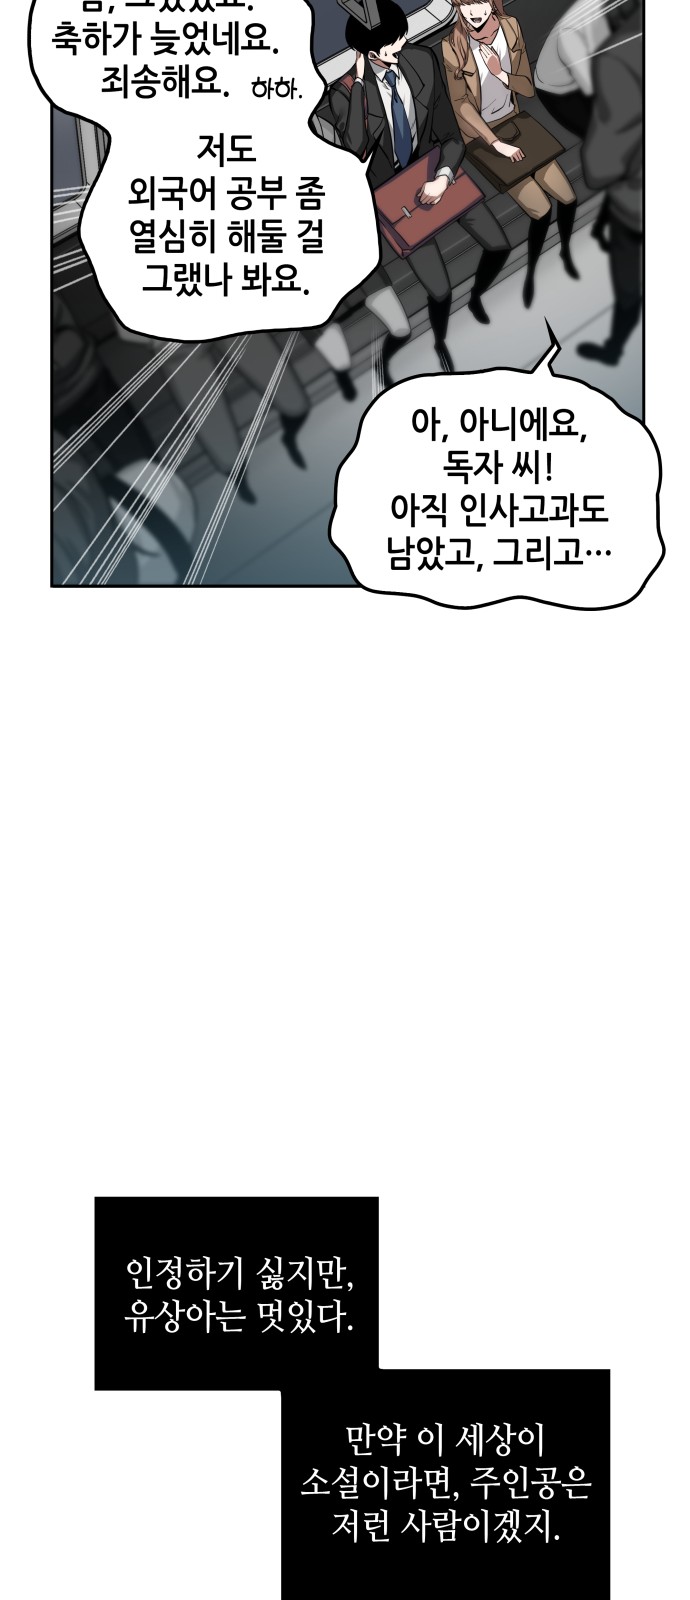 축하가 늦었네요.
죄송해요. 하하.
저도
외국어 공부 좀
열심히 해둘 걸
그랬나 봐요.
아, 아니에요,
독자 씨!
아직 인사고과도
남았고, 그리고…
인정하기 싫지만,
유상아는 멋있다.
만약 이 세상이
소설이라면, 주인공은
저런 사람이겠지.